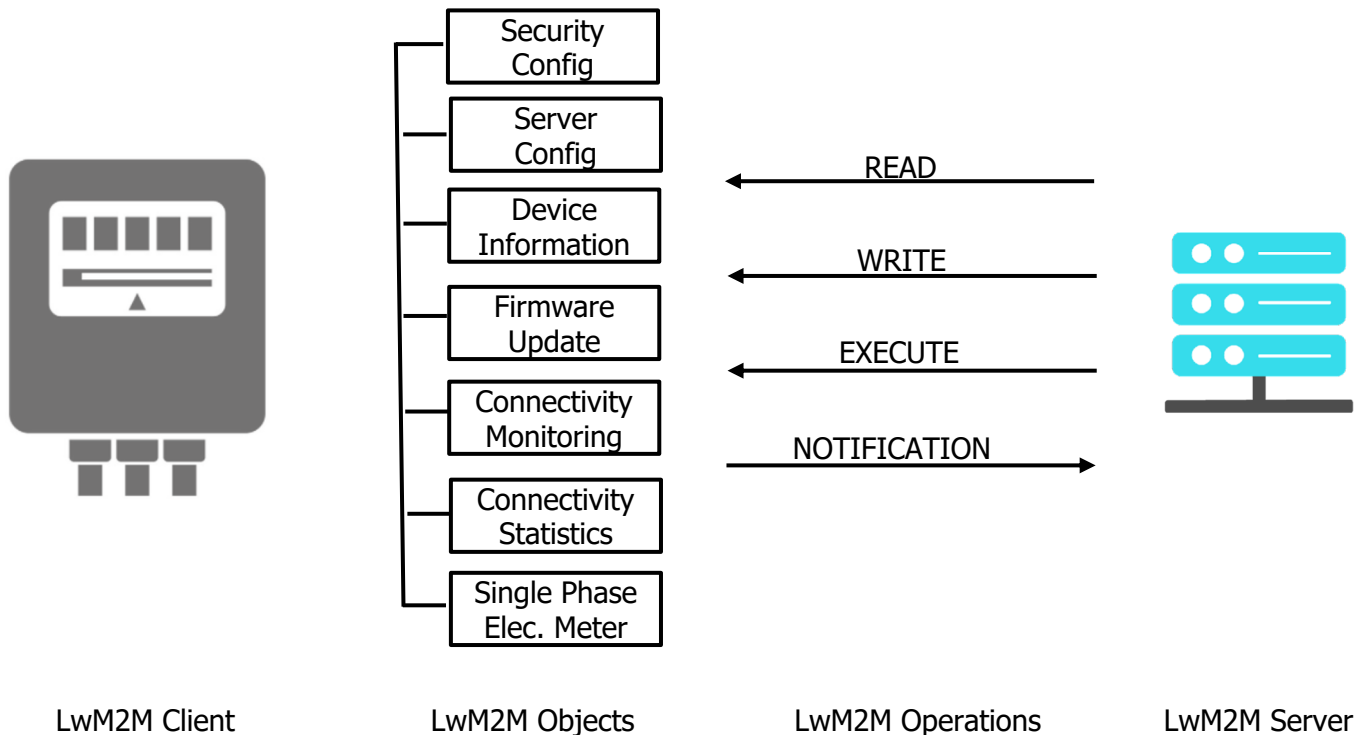 Security
Config
Server
Config
Device
Information
Firmware
Update
Connectivity
Monitoring
Connectivity
Statistics
Single Phase
Elec. Meter
READ
WRITE
EXECUTE
NOTIFICATION
LwM2M Client
LwM2M Objects
LwM2M Operations
LwM2M Server